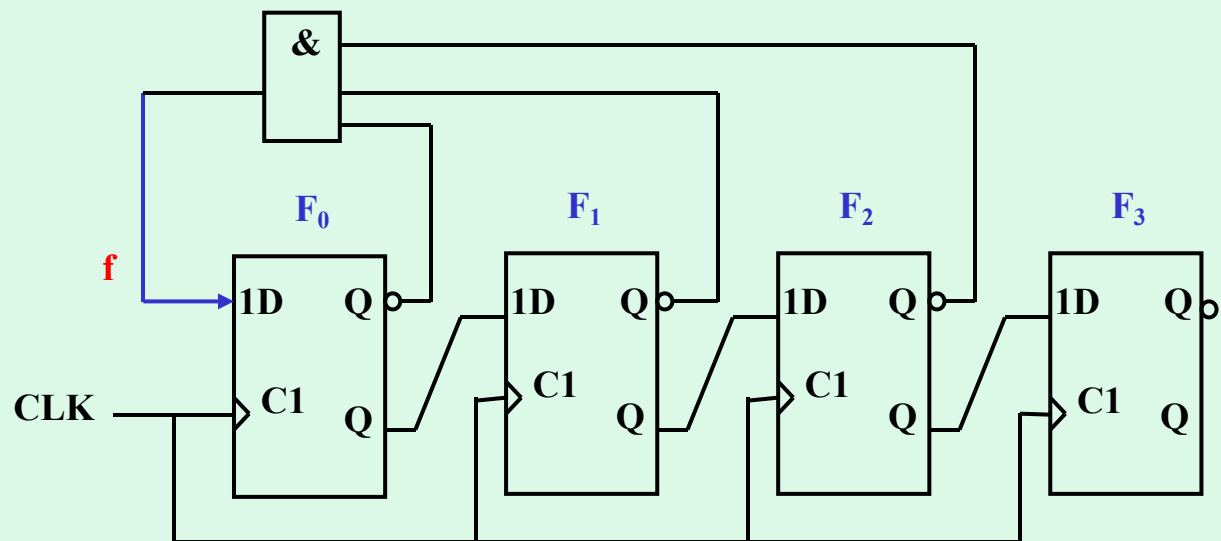 &
F₀ F₁ F₂ F₃
f
1D Q 1D Q 1D Q 1D Q
CLK C1 C1 C1 C1
Q Q Q Q